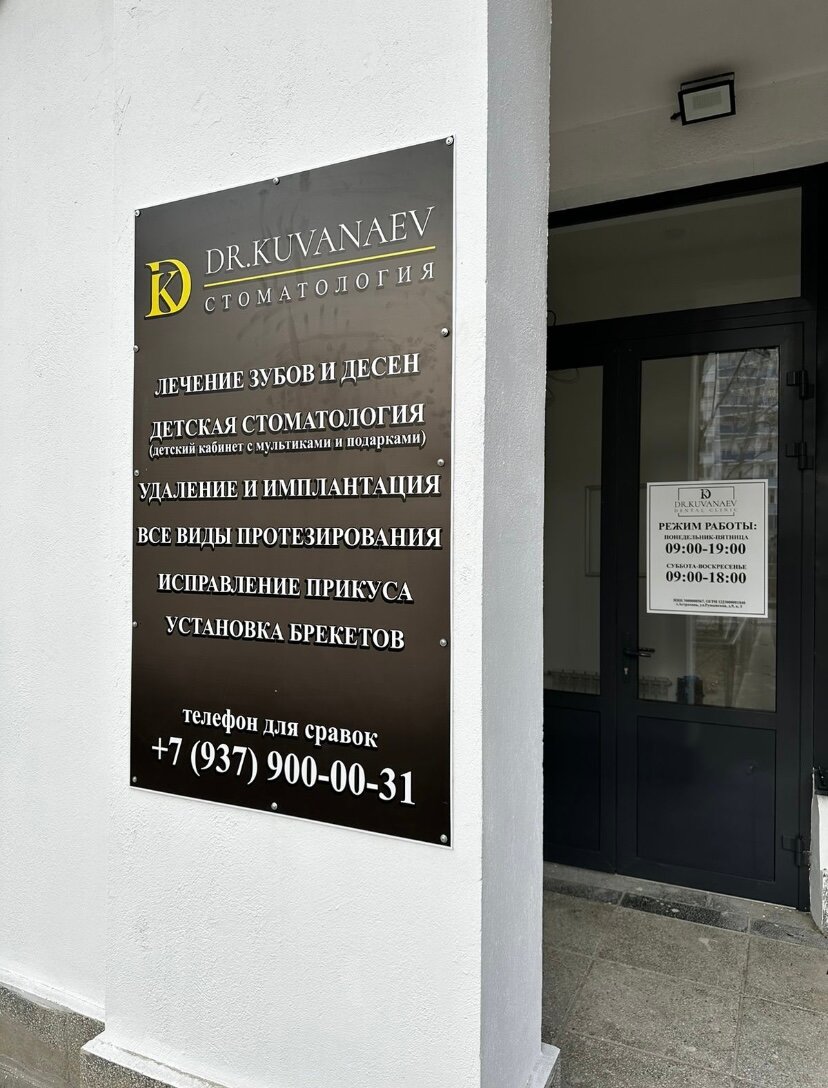 DR.KUVANAEV
СТОМАТОЛОГИЯ
ЛЕЧЕНИЕ ЗУБОВ И ДЕСЕН
ДЕТСКАЯ СТОМАТОЛОГИЯ
(детский кабинет с мультиками и подарками)
УДАЛЕНИЕ И ИМПЛАНТАЦИЯ
ВСЕ ВИДЫ ПРОТЕЗИРОВАНИЯ
ИСПРАВЛЕНИЕ ПРИКУСА
УСТАНОВКА БРЕКЕТОВ
телефон для сравок
+7 (937) 900-00-31
DR.KUVANAEV
DENTAL CLINIC
РЕЖИМ РАБОТЫ:
ПОНЕДЕЛЬНИК-ПЯТНИЦА
09:00-19:00
СУББОТА-ВОСКРЕСЕНЬЕ
09:00-18:00